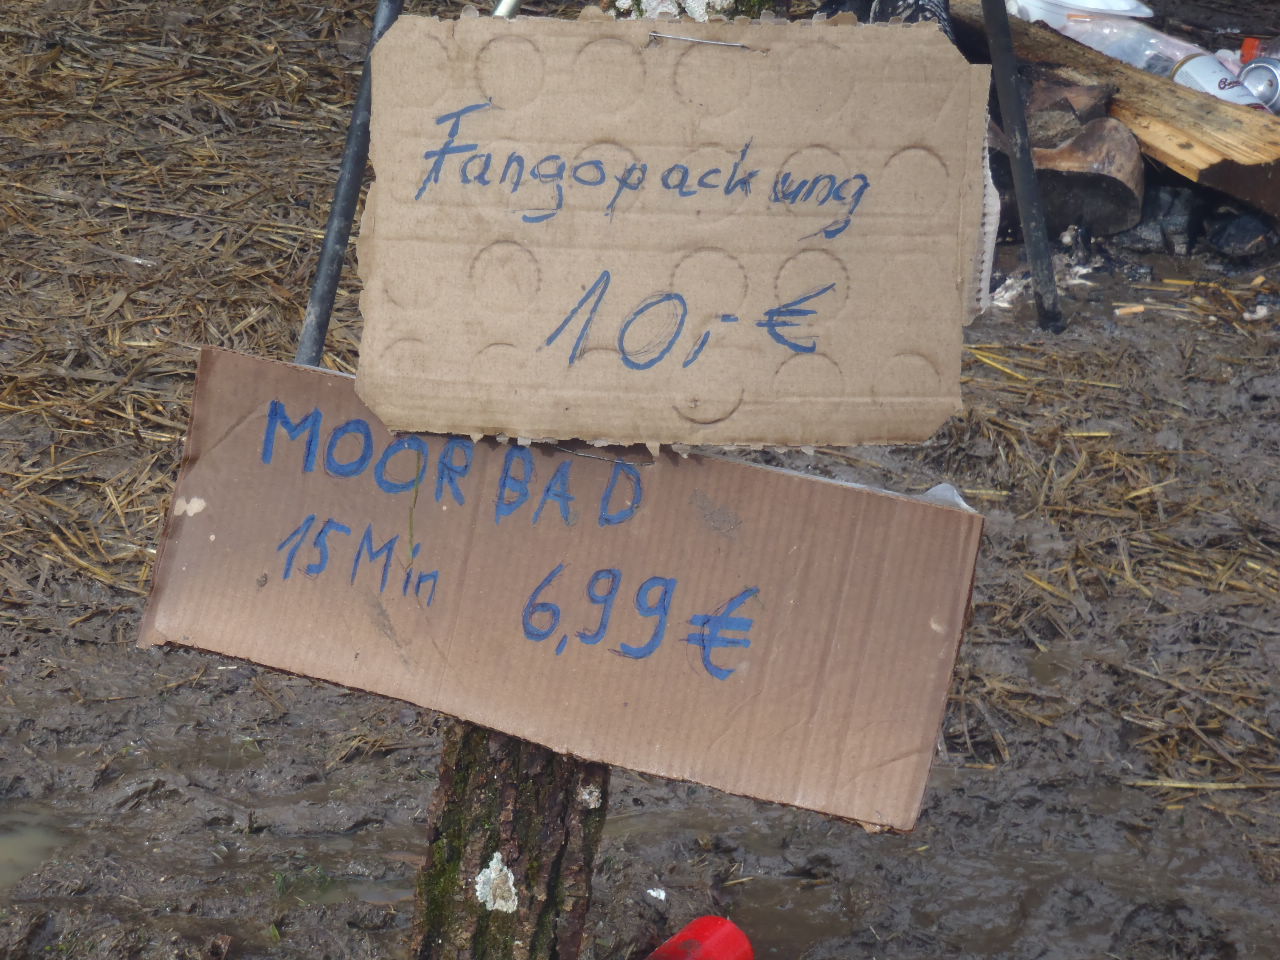 Fangopackung
10,- €
MOORBAD
15 Min 6,99 €